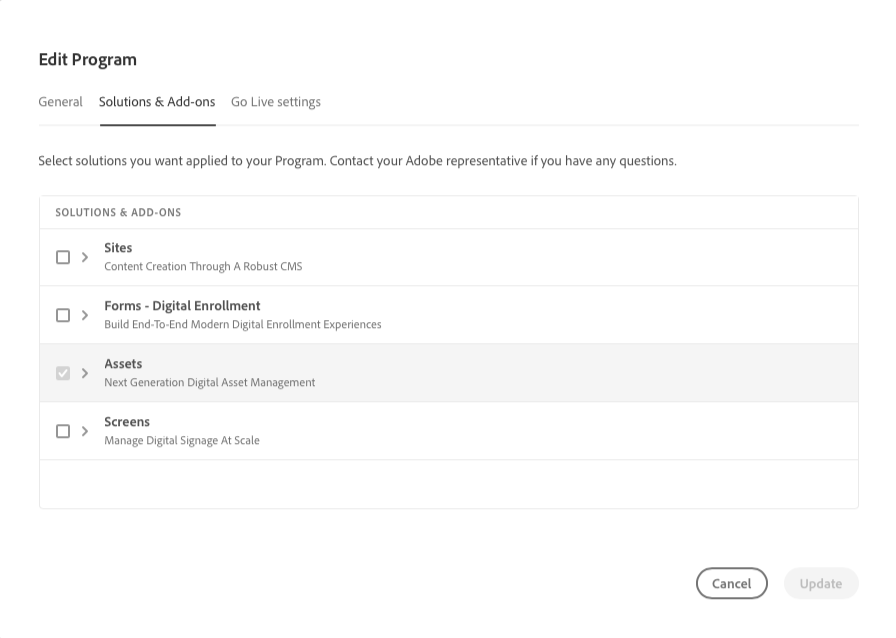 Edit Program
General Solutions & Add-ons Go Live settings
Select solutions you want applied to your Program. Contact your Adobe representative if you have any questions.
SOLUTIONS & ADD-ONS
Sites
Content Creation Through A Robust CMS
Forms - Digital Enrollment
Build End-To-End Modern Digital Enrollment Experiences
Assets
Next Generation Digital Asset Management
Screens
Manage Digital Signage At Scale
Cancel Update